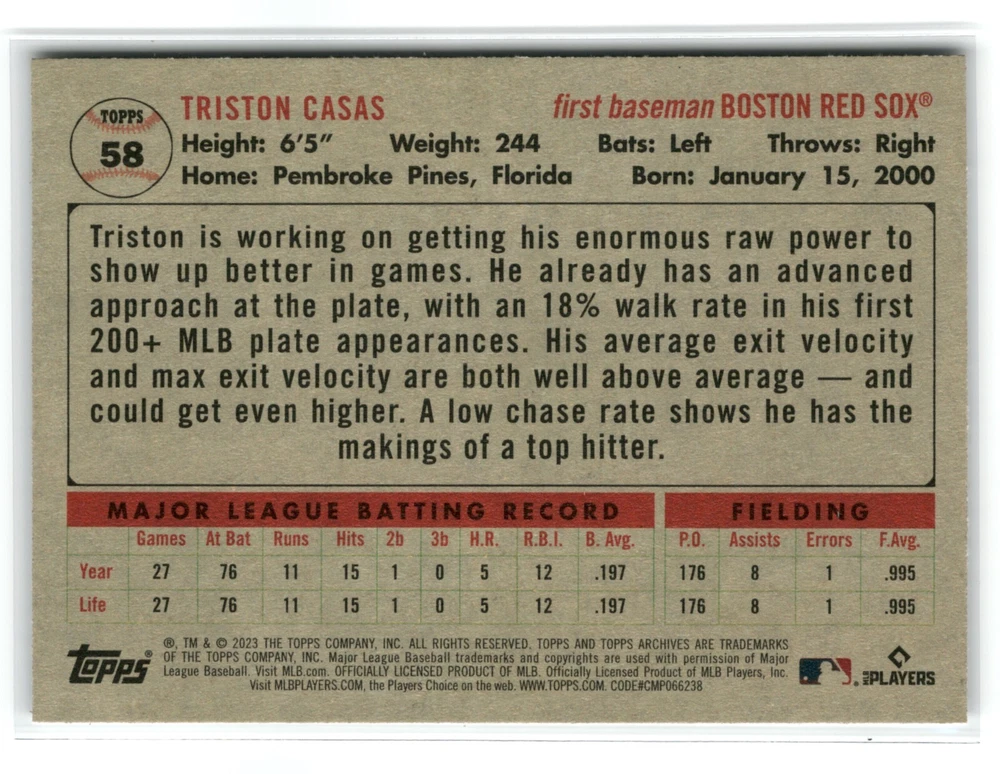 TOPPS
58
TRISTON CASAS first baseman BOSTON RED SOX®
Height: 6'5" Weight: 244 Bats: Left Throws: Right
Home: Pembroke Pines, Florida Born: January 15, 2000
Triston is working on getting his enormous raw power to
show up better in games. He already has an advanced
approach at the plate, with an 18% walk rate in his first
200+ MLB plate appearances. His average exit velocity
and max exit velocity are both well above average — and
could get even higher. A low chase rate shows he has the
makings of a top hitter.
MAJOR LEAGUE BATTING RECORD FIELDING
Games At Bat Runs Hits 2b 3b H.R. R.B.I. B. Avg. P.O. Assists Errors F.Avg.
Year 27 76 11 15 1 0 5 12 .197 176 8 1 .995
Life 27 76 11 15 1 0 5 12 .197 176 8 1 .995
topps®
®, TM & © 2023 THE TOPPS COMPANY, INC. ALL RIGHTS RESERVED. TOPPS AND TOPPS ARCHIVES ARE TRADEMARKS
OF THE TOPPS COMPANY, INC. Major League Baseball trademarks and copyrights are used with permission of Major
League Baseball. Visit MLB.com. OFFICIALLY LICENSED PRODUCT OF MLB. Officially Licensed Product of MLB Players, Inc.
Visit MLBPLAYERS.COM, the Players Choice on the web. WWW.TOPPS.COM. CODE#CMP066238
MLB PLAYERS